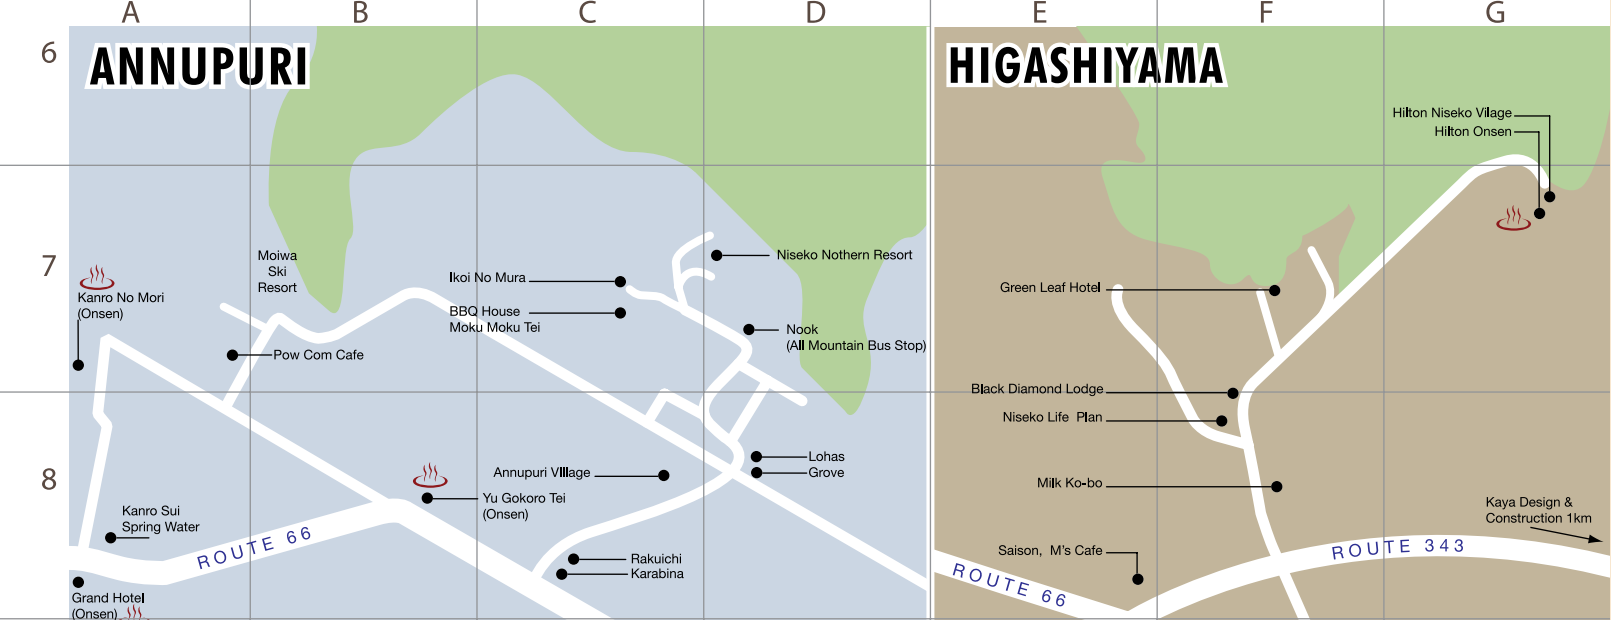 A B C D E F G
6
ANNUPURI
HIGASHIYAMA
Hilton Niseko Vilage
Hilton Onsen
7
Moiwa
Ski
Resort
Kanro No Mori
(Onsen)
Pow Com Cafe
Ikoi No Mura
BBQ House
Moku Moku Tei
Niseko Nothern Resort
Nook
(All Mountain Bus Stop)
Green Leaf Hotel
Black Diamond Lodge
8
Niseko Life Plan
Lohas
Grove
Annupuri VIllage
Yu Gokoro Tei
(Onsen)
Kanro Sui
Spring Water
ROUTE 66
Rakuichi
Karabina
Grand Hotel
(Onsen)
Milk Ko-bo
Kaya Design &
Construction 1km
Saison, M's Cafe
ROUTE 343
ROUTE 66